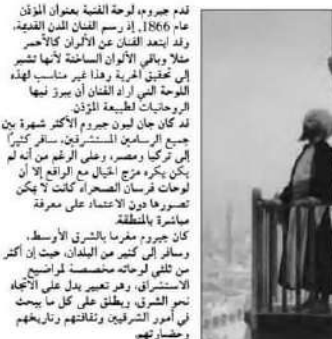 قدم جيروم، لوحة الفنية بعنوان المؤذن
عام 1866، إذ رسم الفنان المدن القديمة،
وقد ابتعد الفنان عن الألوان كالأحمر
مثلا وباقي الألوان الساخنة لأنها تشير
إلى تحقيق الحرية وهذا غير مناسب لهذه
اللوحة التي اراد الفنان أن يبرز فيها
الروحانيات لطبيعة المؤذن.
لقد كان جان ليون جيروم الأكثر شهرة بين
جميع الرسامين المستشرقين، سافر كثيرًا
إلى تركيا ومصر، وعلى الرغم من أنه لم
يكن يكره مزج الخيال مع الواقع إلا أن
لوحات فرسان الصحراء كانت لا يمكن
تصورها دون الاعتماد على معرفة
مباشرة بالمنطقة.
كان جيروم مغرما بالشرق الأوسط،
وسافر إلى كثير من البلدان، حيث إن أكثر
من ثلثي لوحاته مخصصة لمواضيع
الاستشراق، وهو تعبير يدل على الاتجاه
نحو الشرق، ويطلق على كل ما يبحث
في أمور الشرقيين وثقافتهم وتاريخهم
وحضارتهم.